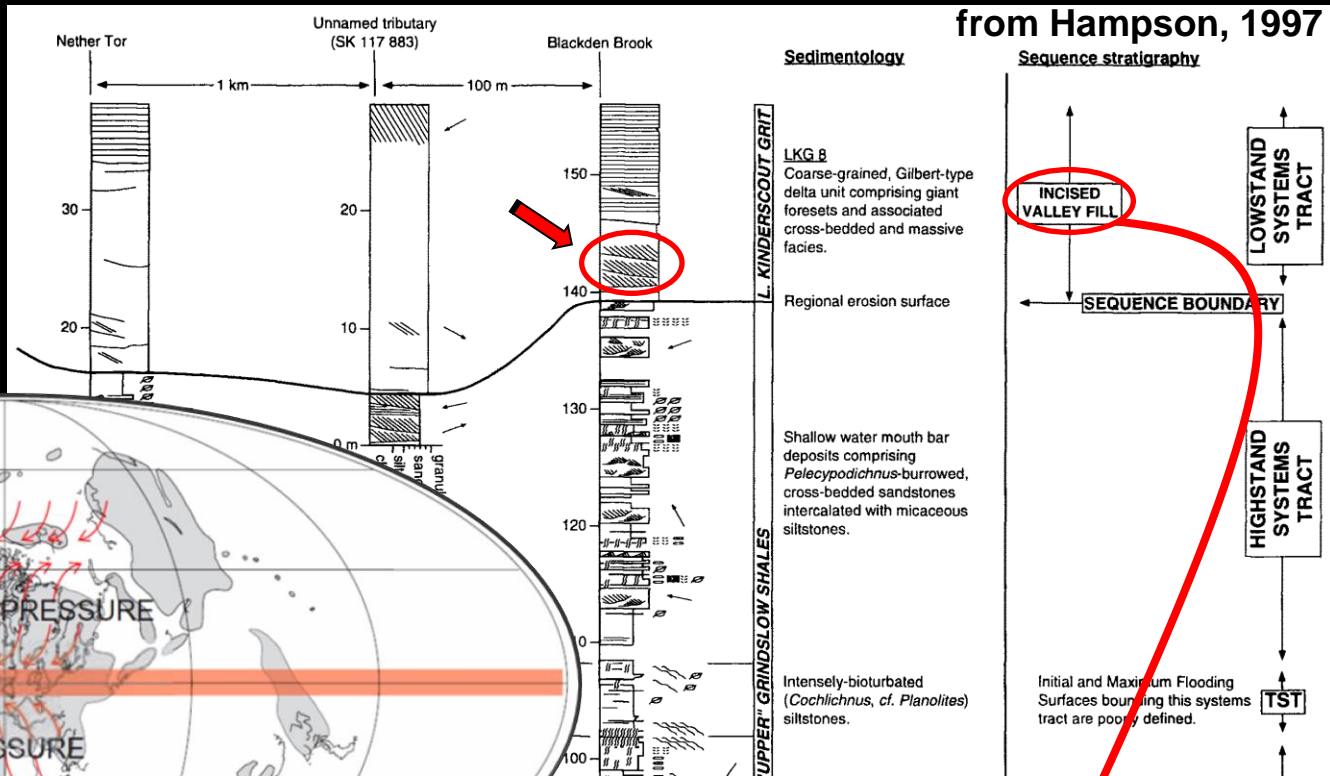 from Hampson, 1997
Nether Tor
Unnamed tributary
(SK 117 883)
Blackden Brook
Sedimentology
Sequence stratigraphy
1 km
100 m
30
20
20
10
0 m
150
140
130
120
0
100
L. KINDERSCOUT GRIT
UPPER" GRINDSLOW SHALES
LKG 8
Coarse-grained, Gilbert-type
delta unit comprising giant
foresets and associated
cross-bedded and massive
facies.
Regional erosion surface
Shallow water mouth bar
deposits comprising
Pelecypodichnus-burrowed,
cross-bedded sandstones
intercalated with micaceous
siltstones.
Intensely-bioturbated
(Cochlichnus, cf. Planolites)
siltstones.
INCISED
VALLEY FILL
LOWSTAND
SYSTEMS
TRACT
SEQUENCE BOUNDARY
HIGHSTAND
SYSTEMS
TRACT
Initial and Maximum Flooding
Surfaces bounding this systems
tract are poorly defined.
TST
PRESSURE
SSURE